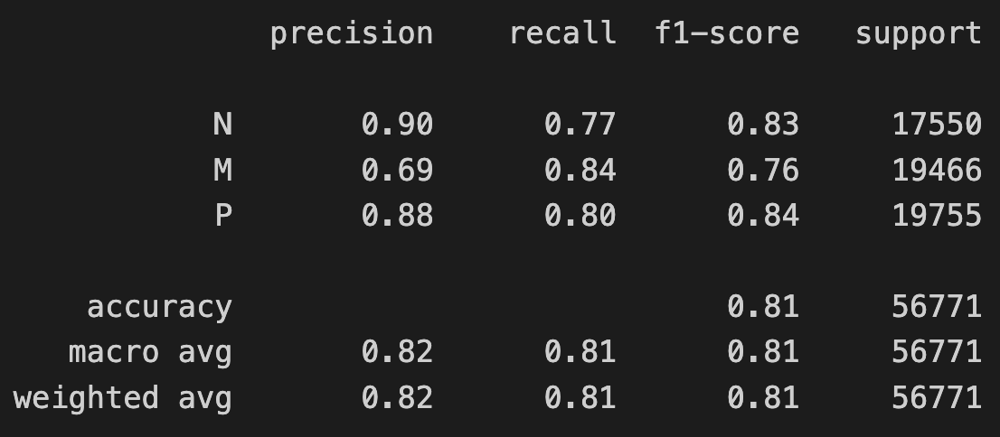 precision recall f1-score support
N 0.90 0.77 0.83 17550
M 0.69 0.84 0.76 19466
P 0.88 0.80 0.84 19755
accuracy 0.81 56771
macro avg 0.82 0.81 0.81 56771
weighted avg 0.82 0.81 0.81 56771